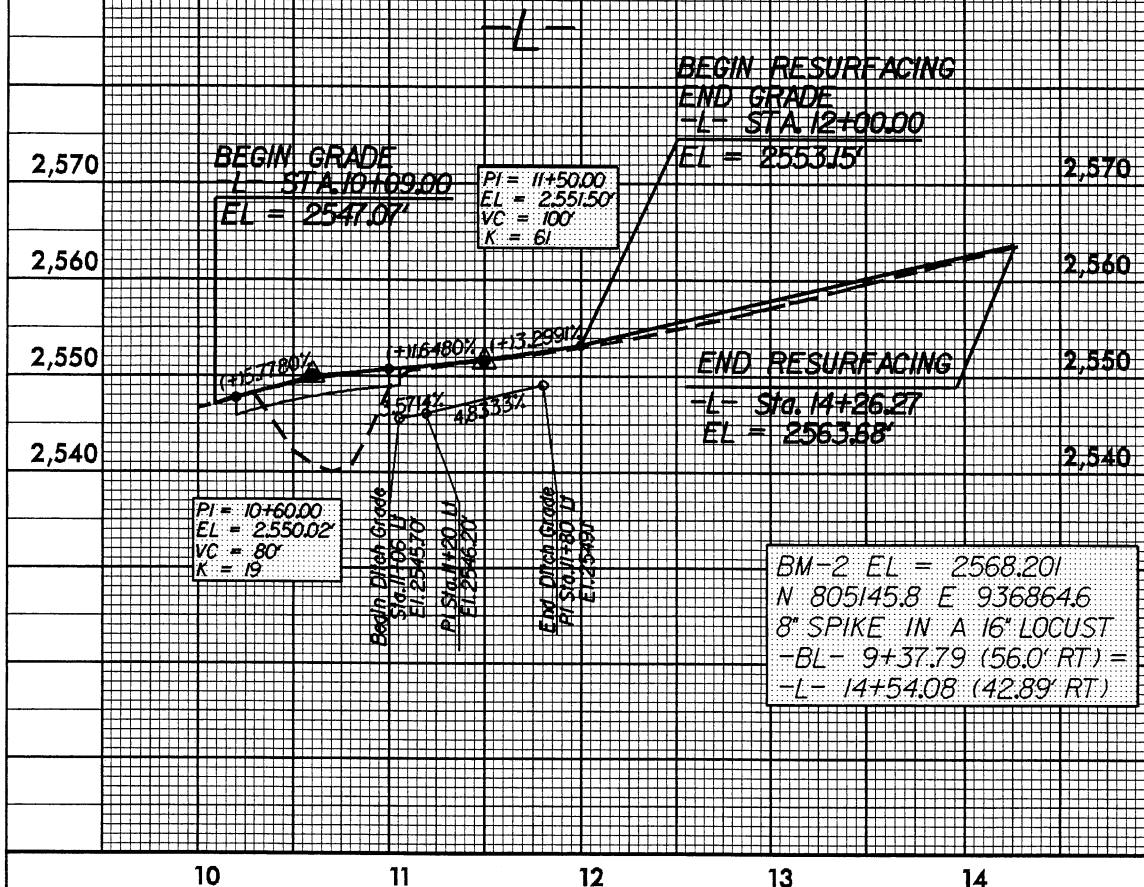 -L-
BEGIN RESURFACING
END GRADE
-L- STA. 12+00.00
EL = 2553.15'
BEGIN GRADE
-L- STA. 10+09.00
EL = 2547.07'
PI = 11+50.00
EL = 2,551.50'
VC = 100'
K = 61
2,570
2,570
2,560
2,560
2,550
2,550
2,540
2,540
(+)5.7780%
(+)1.6480%
(+)3.2991%
3.5714%
4.8333%
END RESURFACING
-L- Sta. 14+26.27
EL = 2563.68'
PI = 10+60.00
EL = 2,550.02'
VC = 80'
K = 19
Begin Ditch Grade
Sta. 11+06 LT
El. 2545.70'
PI Sta. 11+20 LT
El. 2546.20'
End Ditch Grade
PI Sta. 11+80 LT
El. 2549.1'
BM-2 EL = 2568.201
N 805145.8 E 936864.6
8" SPIKE IN A 16" LOCUST
-BL- 9+37.79 (56.0' RT) =
-L- 14+54.08 (42.89' RT)
10
11
12
13
14